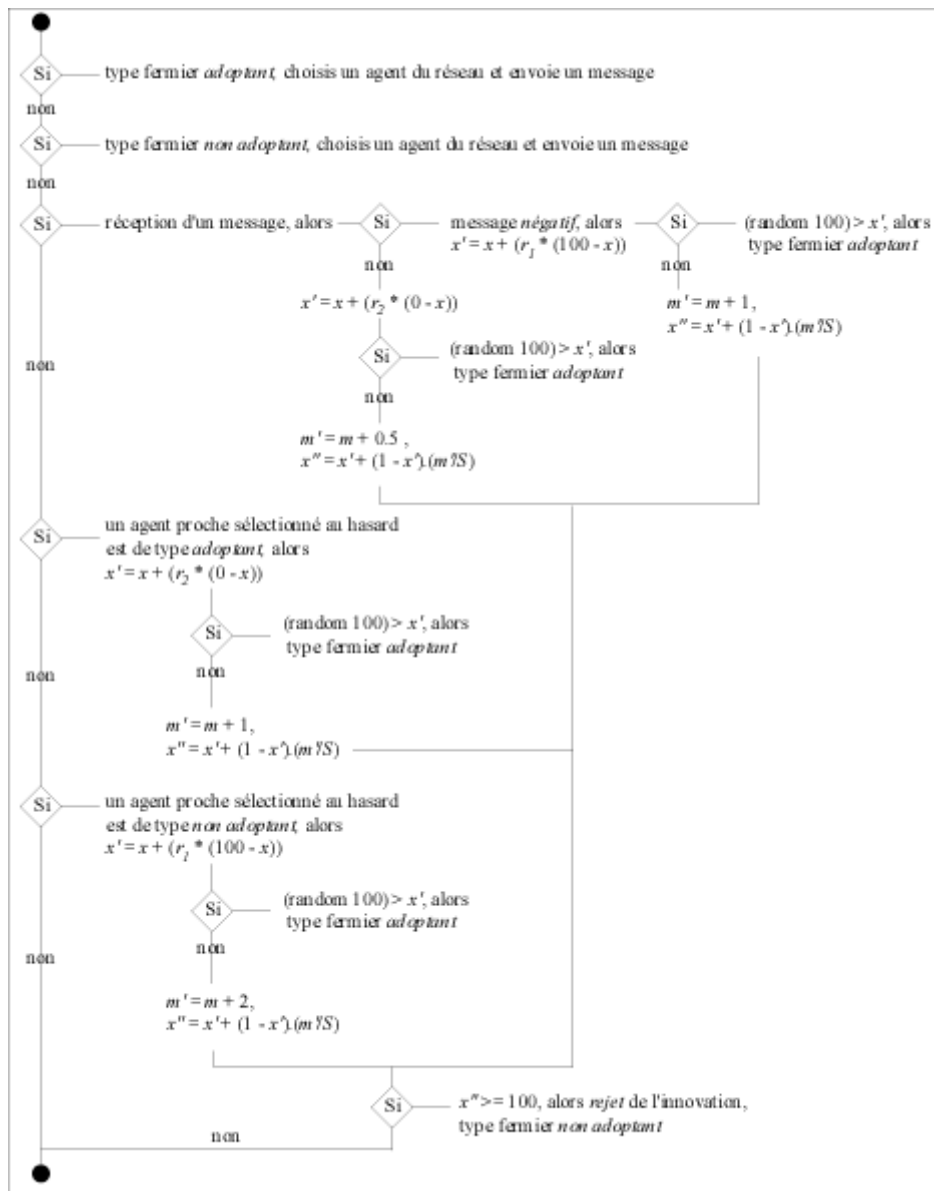 Si
type fermier adoptant, choisis un agent du réseau et envoie un message
non
Si
type fermier non adoptant, choisis un agent du réseau et envoie un message
non
Si
réception d'un message, alors
Si
message négatif, alors
x' = x + (r1 * (100 - x))
Si
(random 100) > x', alors
type fermier adoptant
non
m' = m + 1,
x" = x' + (1 - x').(m'/S)
non
x' = x + (r2 * (0 - x))
Si
(random 100) > x', alors
type fermier adoptant
non
m' = m + 0.5 ,
x" = x' + (1 - x').(m'/S)
non
Si
un agent proche sélectionné au hasard
est de type adoptant, alors
x' = x + (r2 * (0 - x))
Si
(random 100) > x', alors
type fermier adoptant
non
m' = m + 1,
x" = x' + (1 - x').(m'/S)
non
Si
un agent proche sélectionné au hasard
est de type non adoptant, alors
x' = x + (r1 * (100 - x))
Si
(random 100) > x', alors
type fermier adoptant
non
m' = m + 2,
x" = x' + (1 - x').(m'/S)
non
Si
x" >= 100, alors rejet de l'innovation,
type fermier non adoptant
non